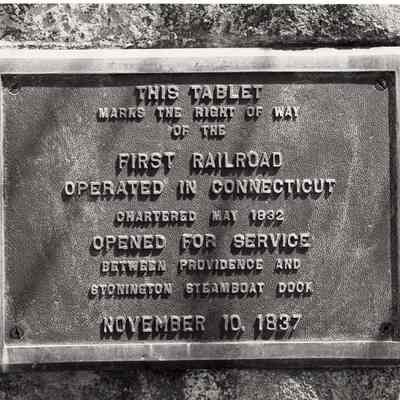 THIS TABLET
MARKS THE RIGHT OF WAY
OF THE
FIRST RAILROAD
OPERATED IN CONNECTICUT
CHARTERED MAY 1832
OPENED FOR SERVICE
BETWEEN PROVIDENCE AND
STONINGTON STEAMBOAT DOCK
NOVEMBER 10, 1837